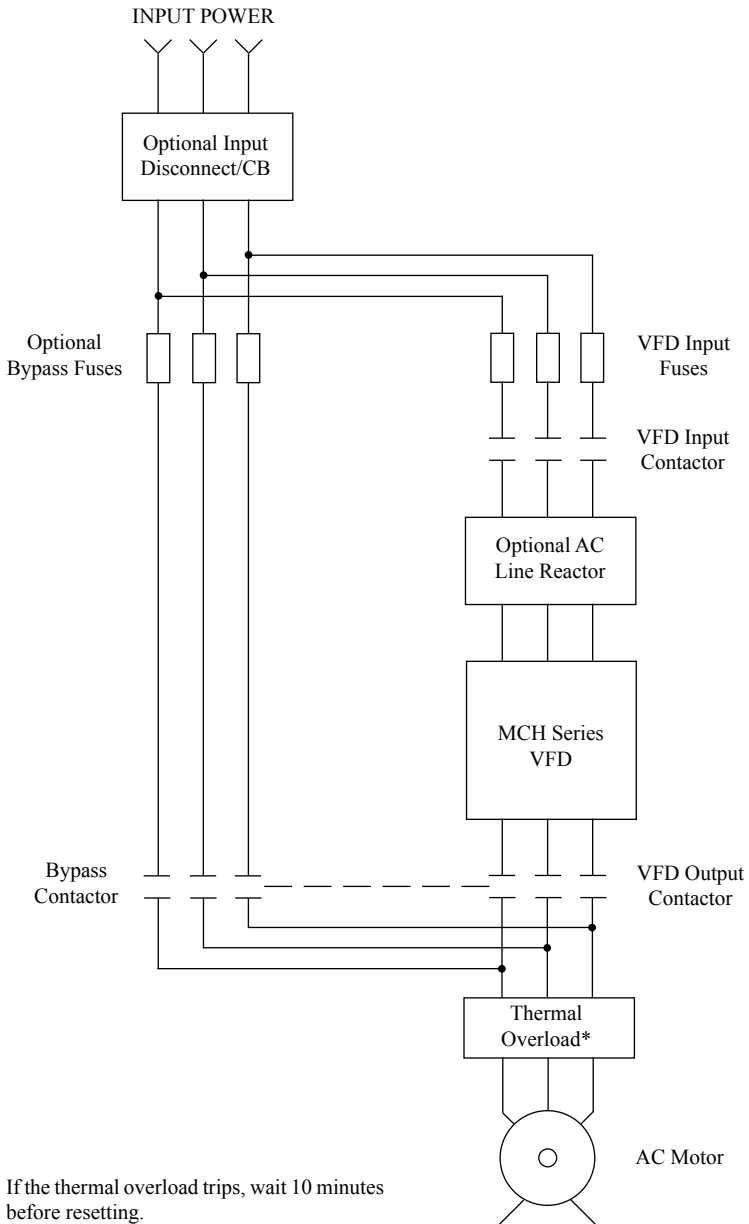 INPUT POWER
Optional Input
Disconnect/CB
Optional
Bypass Fuses
VFD Input
Fuses
VFD Input
Contactor
Optional AC
Line Reactor
MCH Series
VFD
Bypass
Contactor
VFD Output
Contactor
Thermal
Overload*
AC Motor
If the thermal overload trips, wait 10 minutes
before resetting.